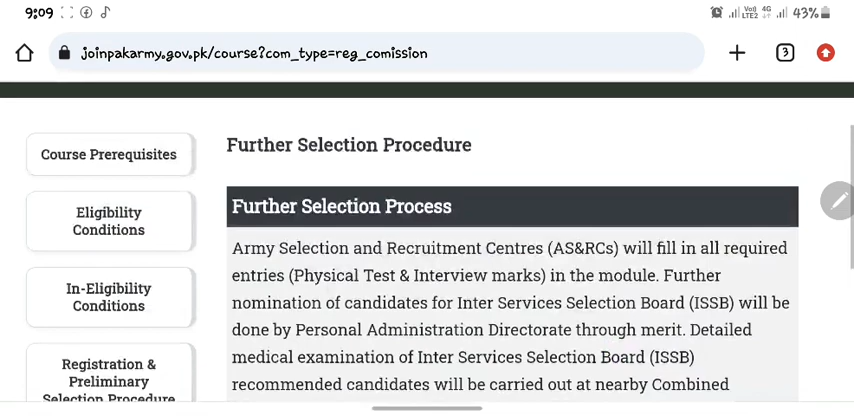 9:09
Vo)) 4G
LTE2
43%
joinpakarmy.gov.pk/course?com_type=reg_comission
3
Course Prerequisites
Eligibility
Conditions
In-Eligibility
Conditions
Registration &
Preliminary
Selection Procedure
Further Selection Procedure
Further Selection Process
Army Selection and Recruitment Centres (AS&RCs) will fill in all required
entries (Physical Test & Interview marks) in the module. Further
nomination of candidates for Inter Services Selection Board (ISSB) will be
done by Personal Administration Directorate through merit. Detailed
medical examination of Inter Services Selection Board (ISSB)
recommended candidates will be carried out at nearby Combined